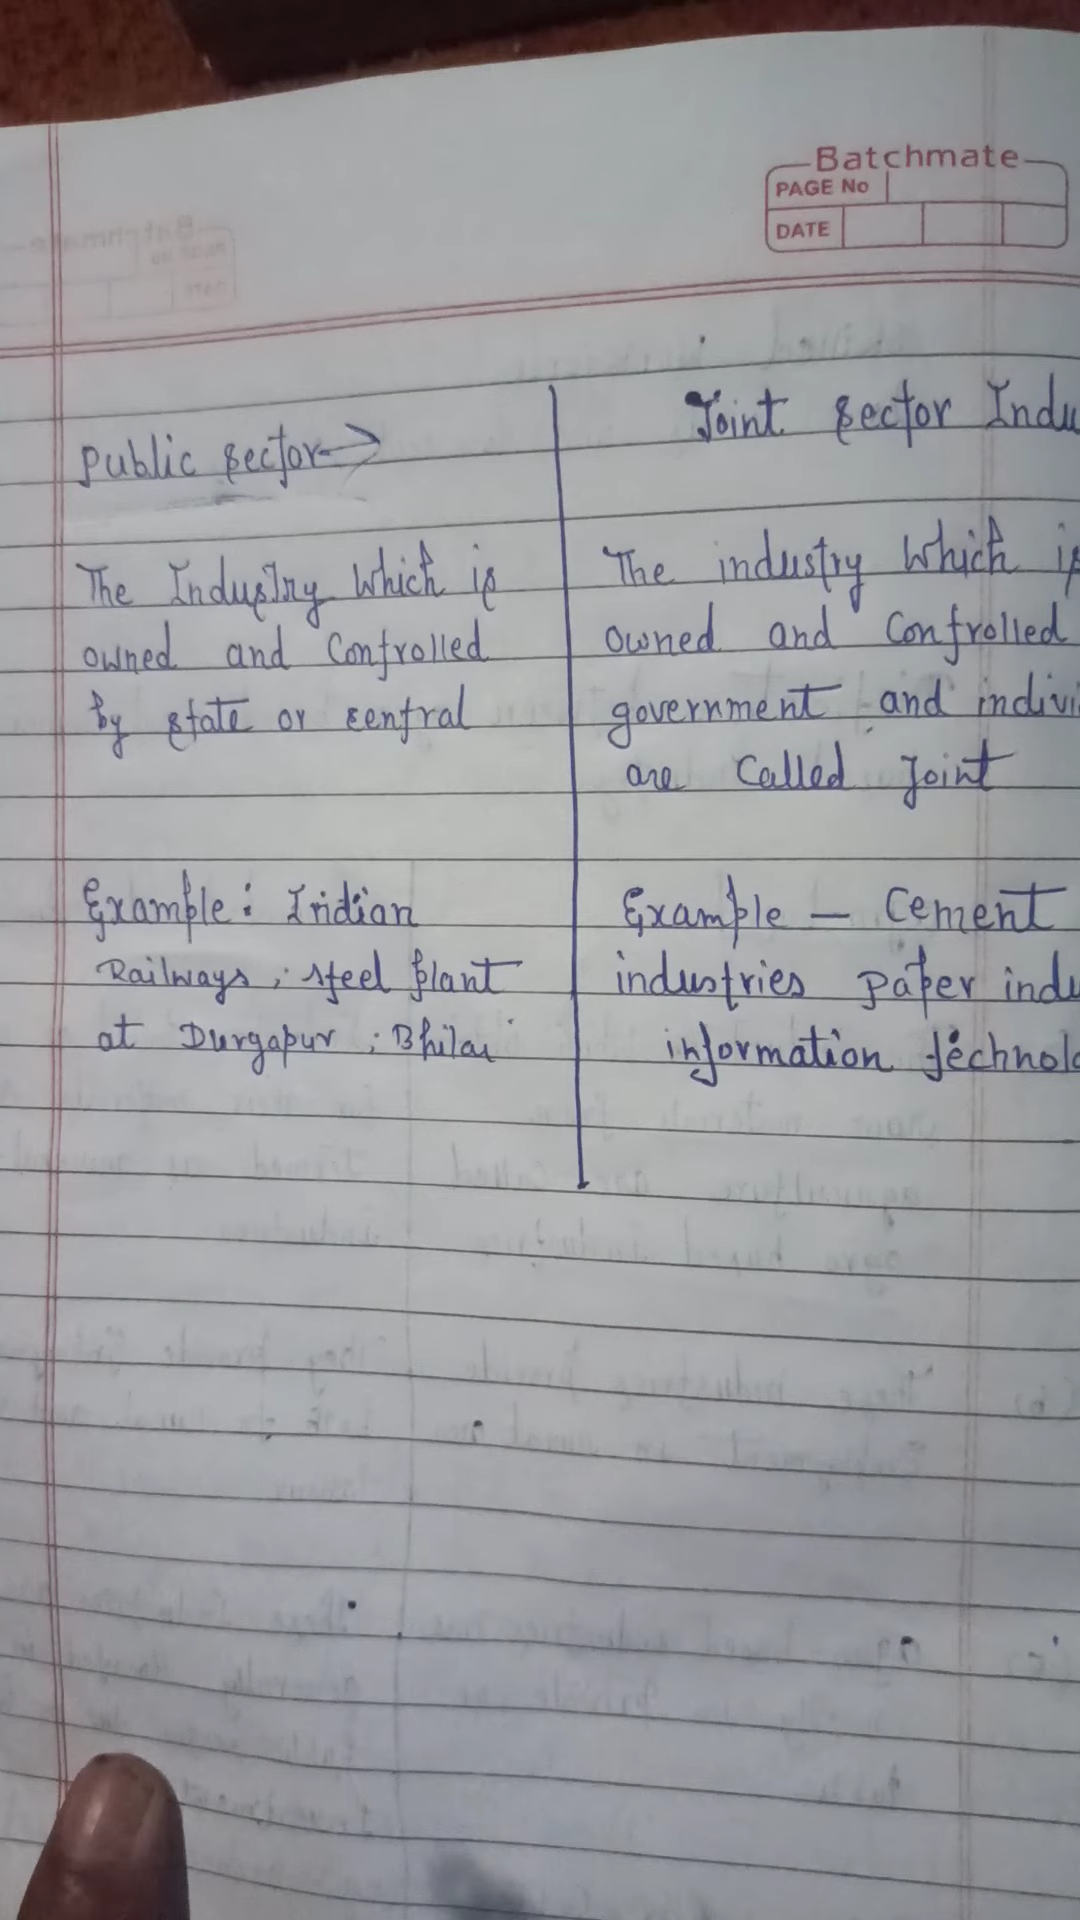 Batchmate
PAGE No
DATE
Public sector →
The Industry which is
owned and Controlled
by state or sentral
Example : Indian
Railways, steel plant
at Durgapur, Bhilai
Joint sector Indu
The industry which is
owned and Controlled
government and indivi
are Called Joint
Example – Cement
industries Paper indu
information technolo